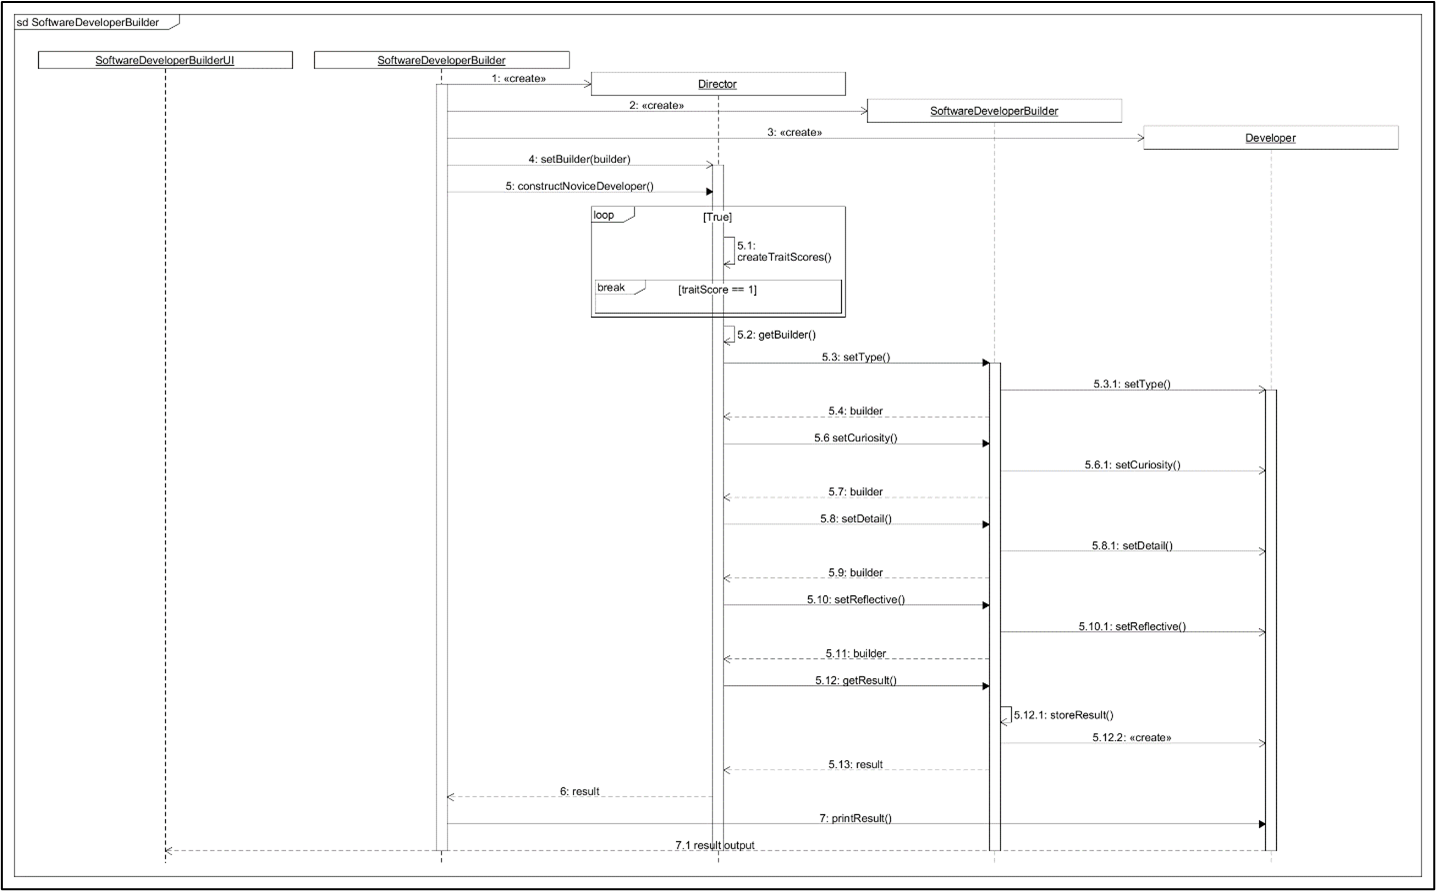 sd SoftwareDeveloperBuilder
SoftwareDeveloperBuilderUI
SoftwareDeveloperBuilder
1: «create»
Director
2: «create»
SoftwareDeveloperBuilder
3: «create»
Developer
4: setBuilder(builder)
5: constructNoviceDeveloper()
loop
[True]
5.1:
createTraitScores()
break
[traitScore == 1]
5.2: getBuilder()
5.3: setType()
5.3.1: setType()
5.4: builder
5.6 setCuriosity()
5.6.1: setCuriosity()
5.7: builder
5.8: setDetail()
5.8.1: setDetail()
5.9: builder
5.10: setReflective()
5.10.1: setReflective()
5.11: builder
5.12: getResult()
5.12.1: storeResult()
5.12.2: «create»
5.13: result
6: result
7: printResult()
7.1 result output